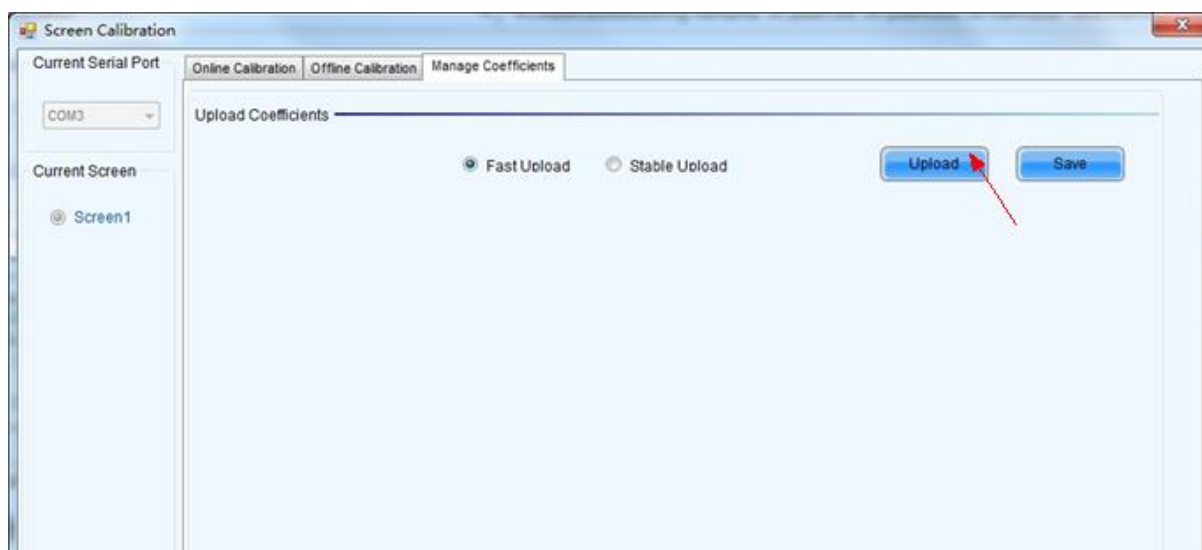 Screen Calibration
Current Serial Port
COM3
Current Screen
Screen1
Online Calibration
Offline Calibration
Manage Coefficients
Upload Coefficients
Fast Upload
Stable Upload
Upload
Save